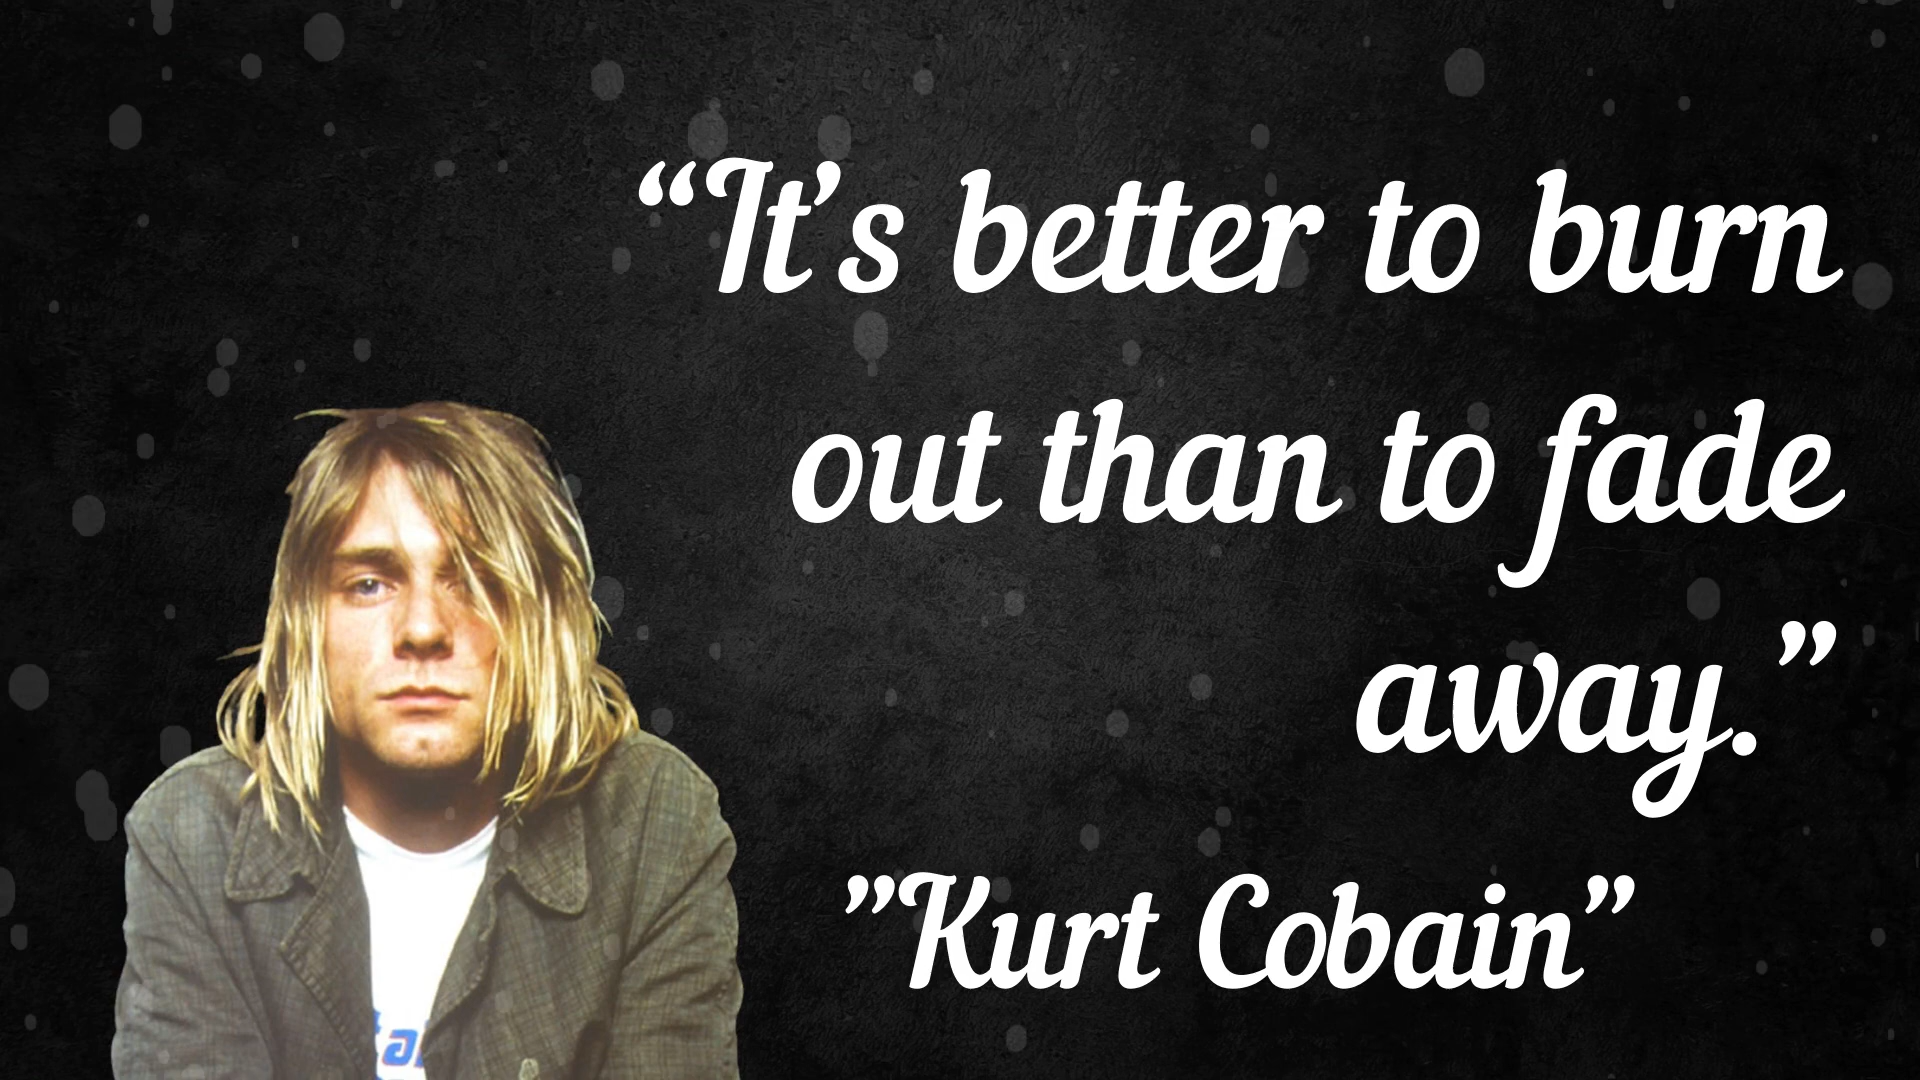 “It’s better to burn
out than to fade
away.”
”Kurt Cobain”